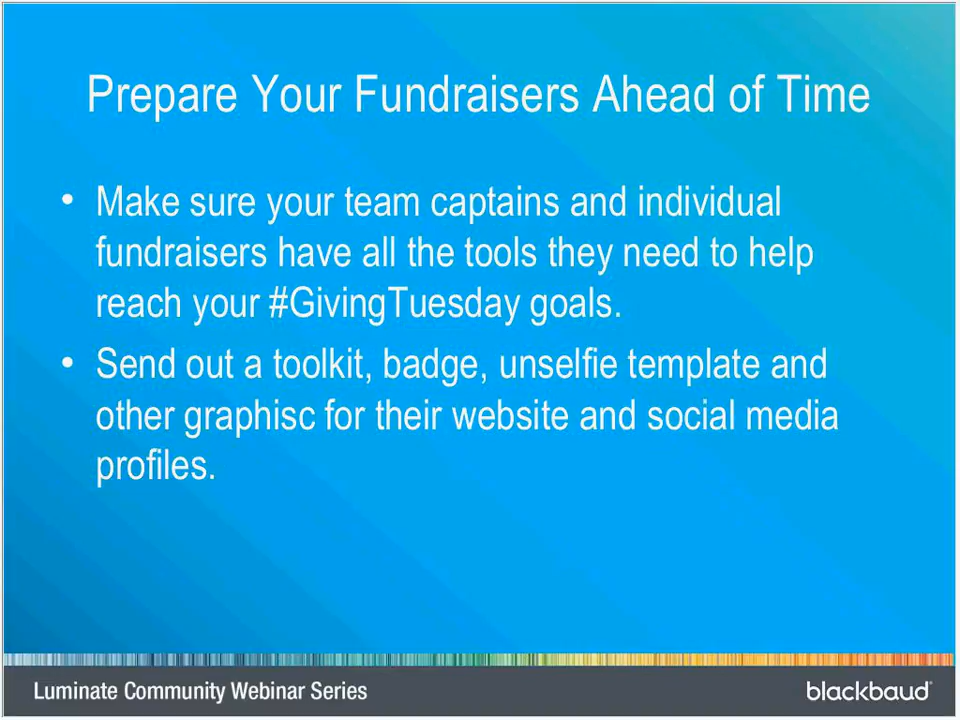 Prepare Your Fundraisers Ahead of Time
• Make sure your team captains and individual
fundraisers have all the tools they need to help
reach your #GivingTuesday goals.
• Send out a toolkit, badge, unselfie template and
other graphisc for their website and social media
profiles.
Luminate Community Webinar Series
blackbaud®